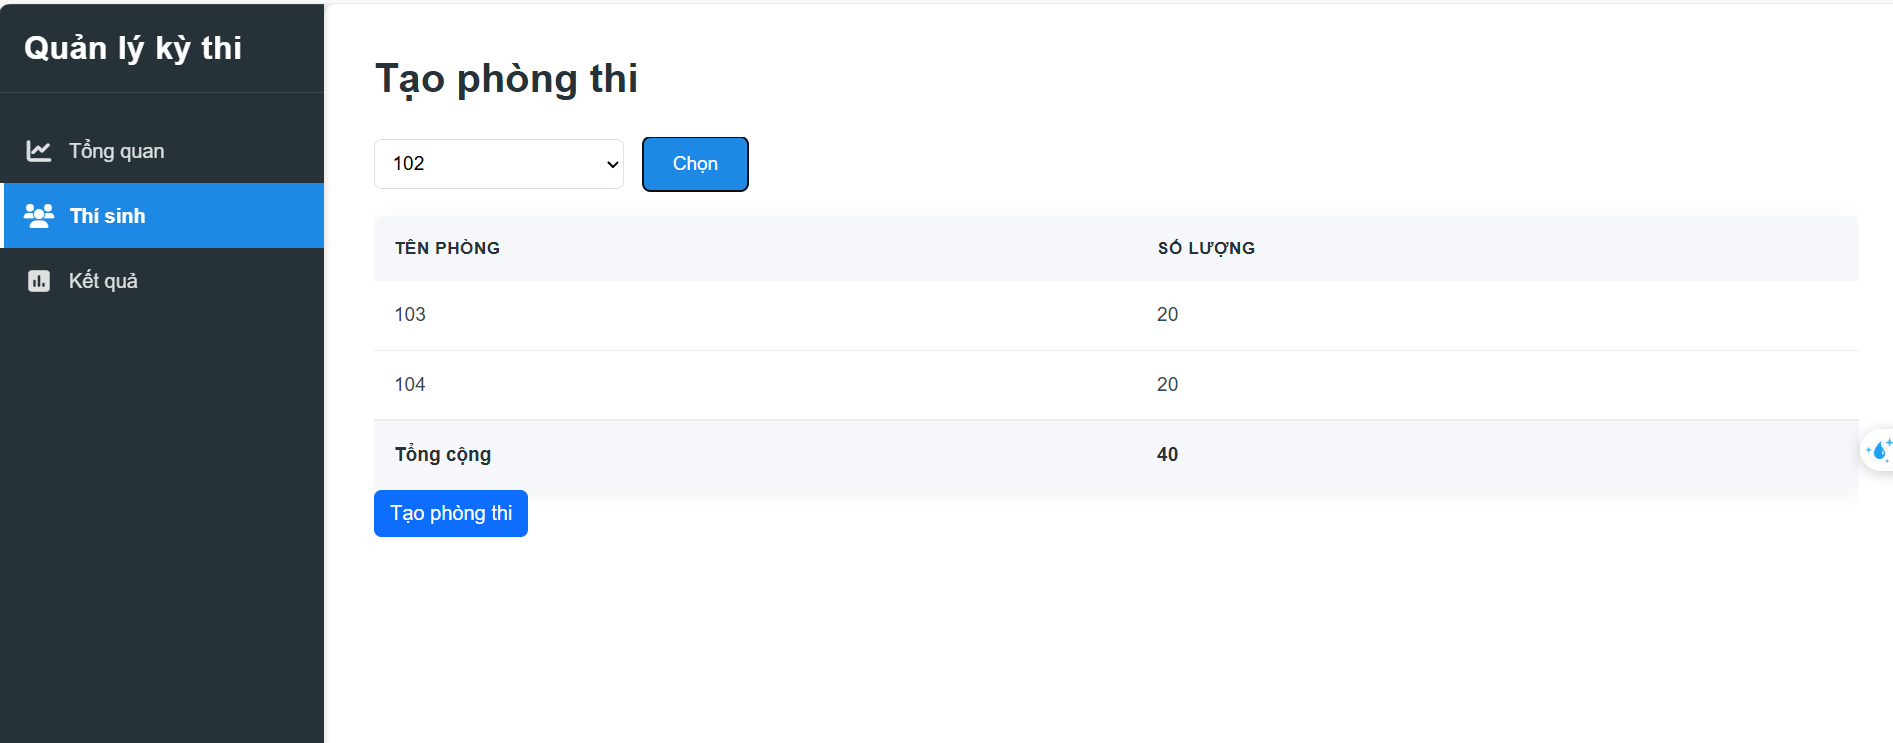 Quản lý kỳ thi
Tổng quan
Thí sinh
Kết quả
Tạo phòng thi
102
Chọn
TÊN PHÒNG SỐ LƯỢNG
103 20
104 20
Tổng cộng 40
Tạo phòng thi